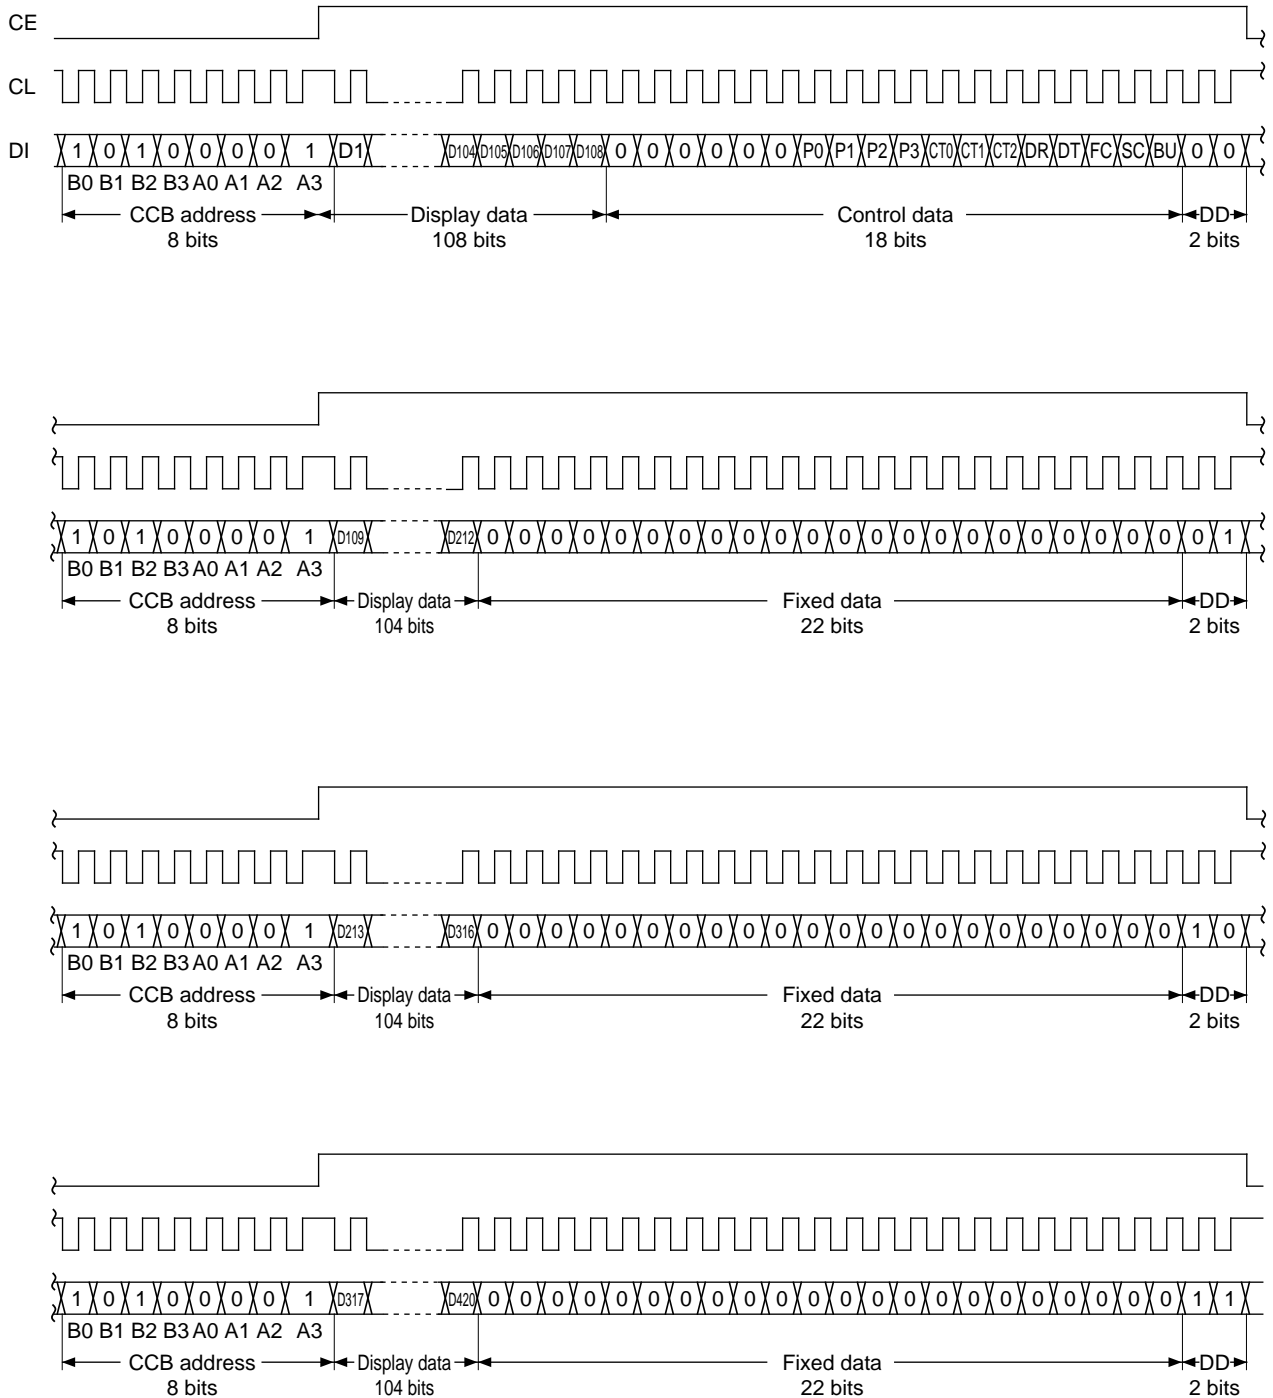 CE
CL
DI 1 0 1 0 0 0 0 1 D1 D104 D105 D106 D107 D108 0 0 0 0 0 0 P0 P1 P2 P3 CT0 CT1 CT2 DR DT FC SC BU 0 0
B0 B1 B2 B3 A0 A1 A2 A3
CCB address Display data Control data DD
8 bits 108 bits 18 bits 2 bits
1 0 1 0 0 0 0 1 D109 D212 0 0 0 0 0 0 0 0 0 0 0 0 0 0 0 0 0 0 0 0 0 0 0 1
B0 B1 B2 B3 A0 A1 A2 A3
CCB address Display data Fixed data DD
8 bits 104 bits 22 bits 2 bits
1 0 1 0 0 0 0 1 D213 D316 0 0 0 0 0 0 0 0 0 0 0 0 0 0 0 0 0 0 0 0 0 0 1 0
B0 B1 B2 B3 A0 A1 A2 A3
CCB address Display data Fixed data DD
8 bits 104 bits 22 bits 2 bits
1 0 1 0 0 0 0 1 D317 D420 0 0 0 0 0 0 0 0 0 0 0 0 0 0 0 0 0 0 0 0 0 0 1 1
B0 B1 B2 B3 A0 A1 A2 A3
CCB address Display data Fixed data DD
8 bits 104 bits 22 bits 2 bits